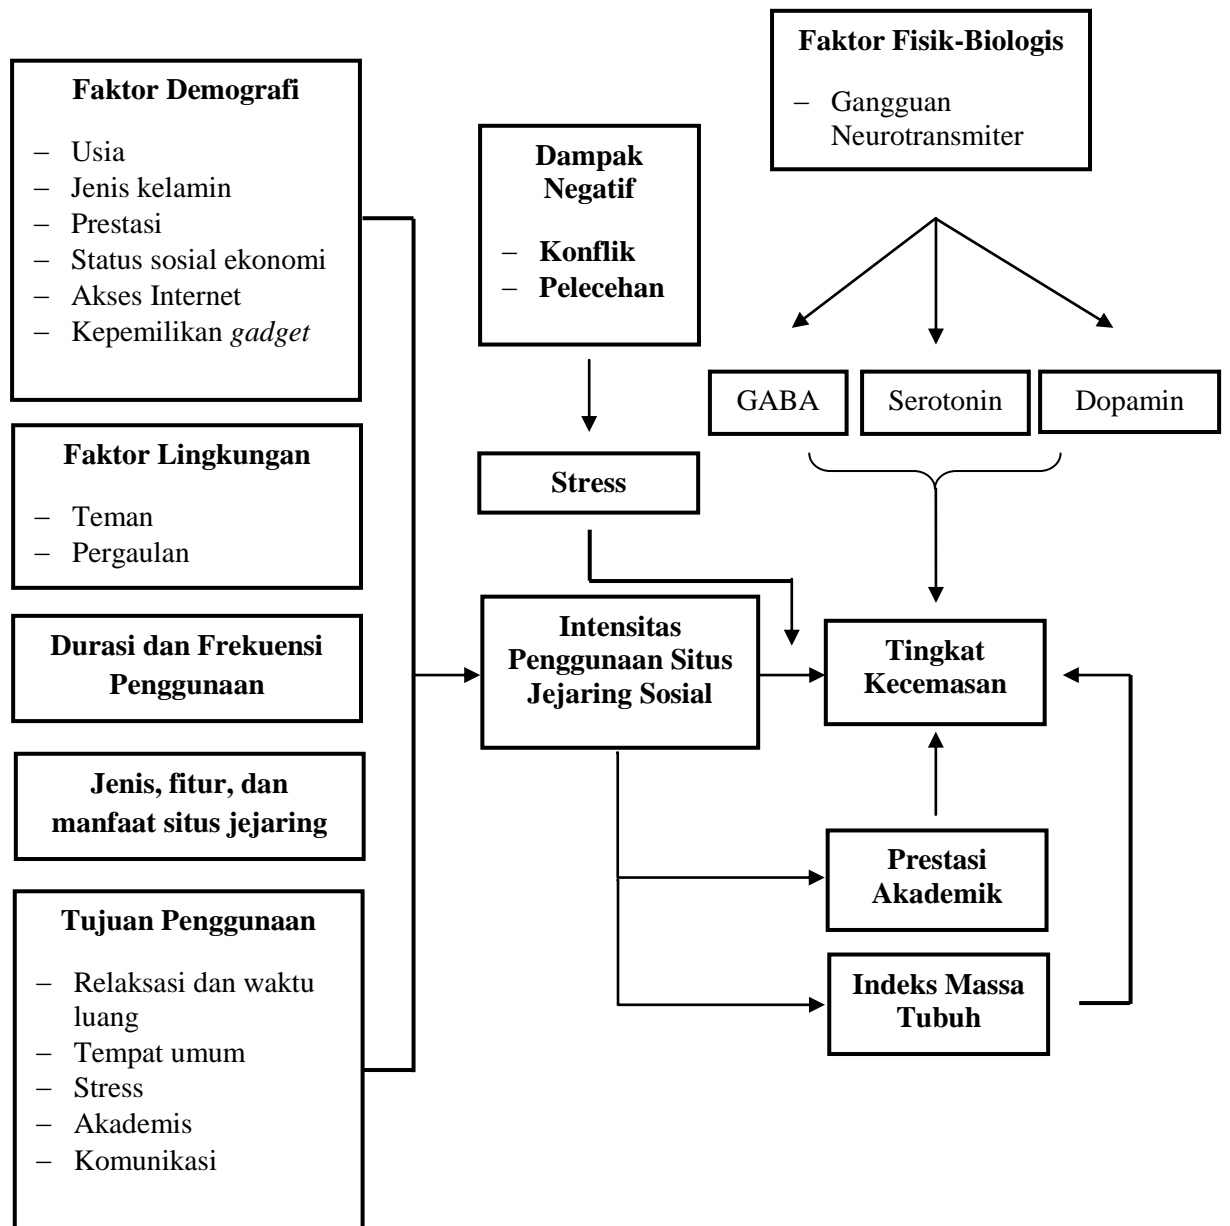 Faktor Demografi
– Usia
– Jenis kelamin
– Prestasi
– Status sosial ekonomi
– Akses Internet
– Kepemilikan gadget
Faktor Lingkungan
– Teman
– Pergaulan
Durasi dan Frekuensi
Penggunaan
Jenis, fitur, dan
manfaat situs jejaring
Tujuan Penggunaan
– Relaksasi dan waktu
luang
– Tempat umum
– Stress
– Akademis
– Komunikasi
Dampak
Negatif
– Konflik
– Pelecehan
Stress
Intensitas
Penggunaan Situs
Jejaring Sosial
Faktor Fisik-Biologis
– Gangguan
Neurotransmiter
GABA
Serotonin
Dopamin
Tingkat
Kecemasan
Prestasi
Akademik
Indeks Massa
Tubuh